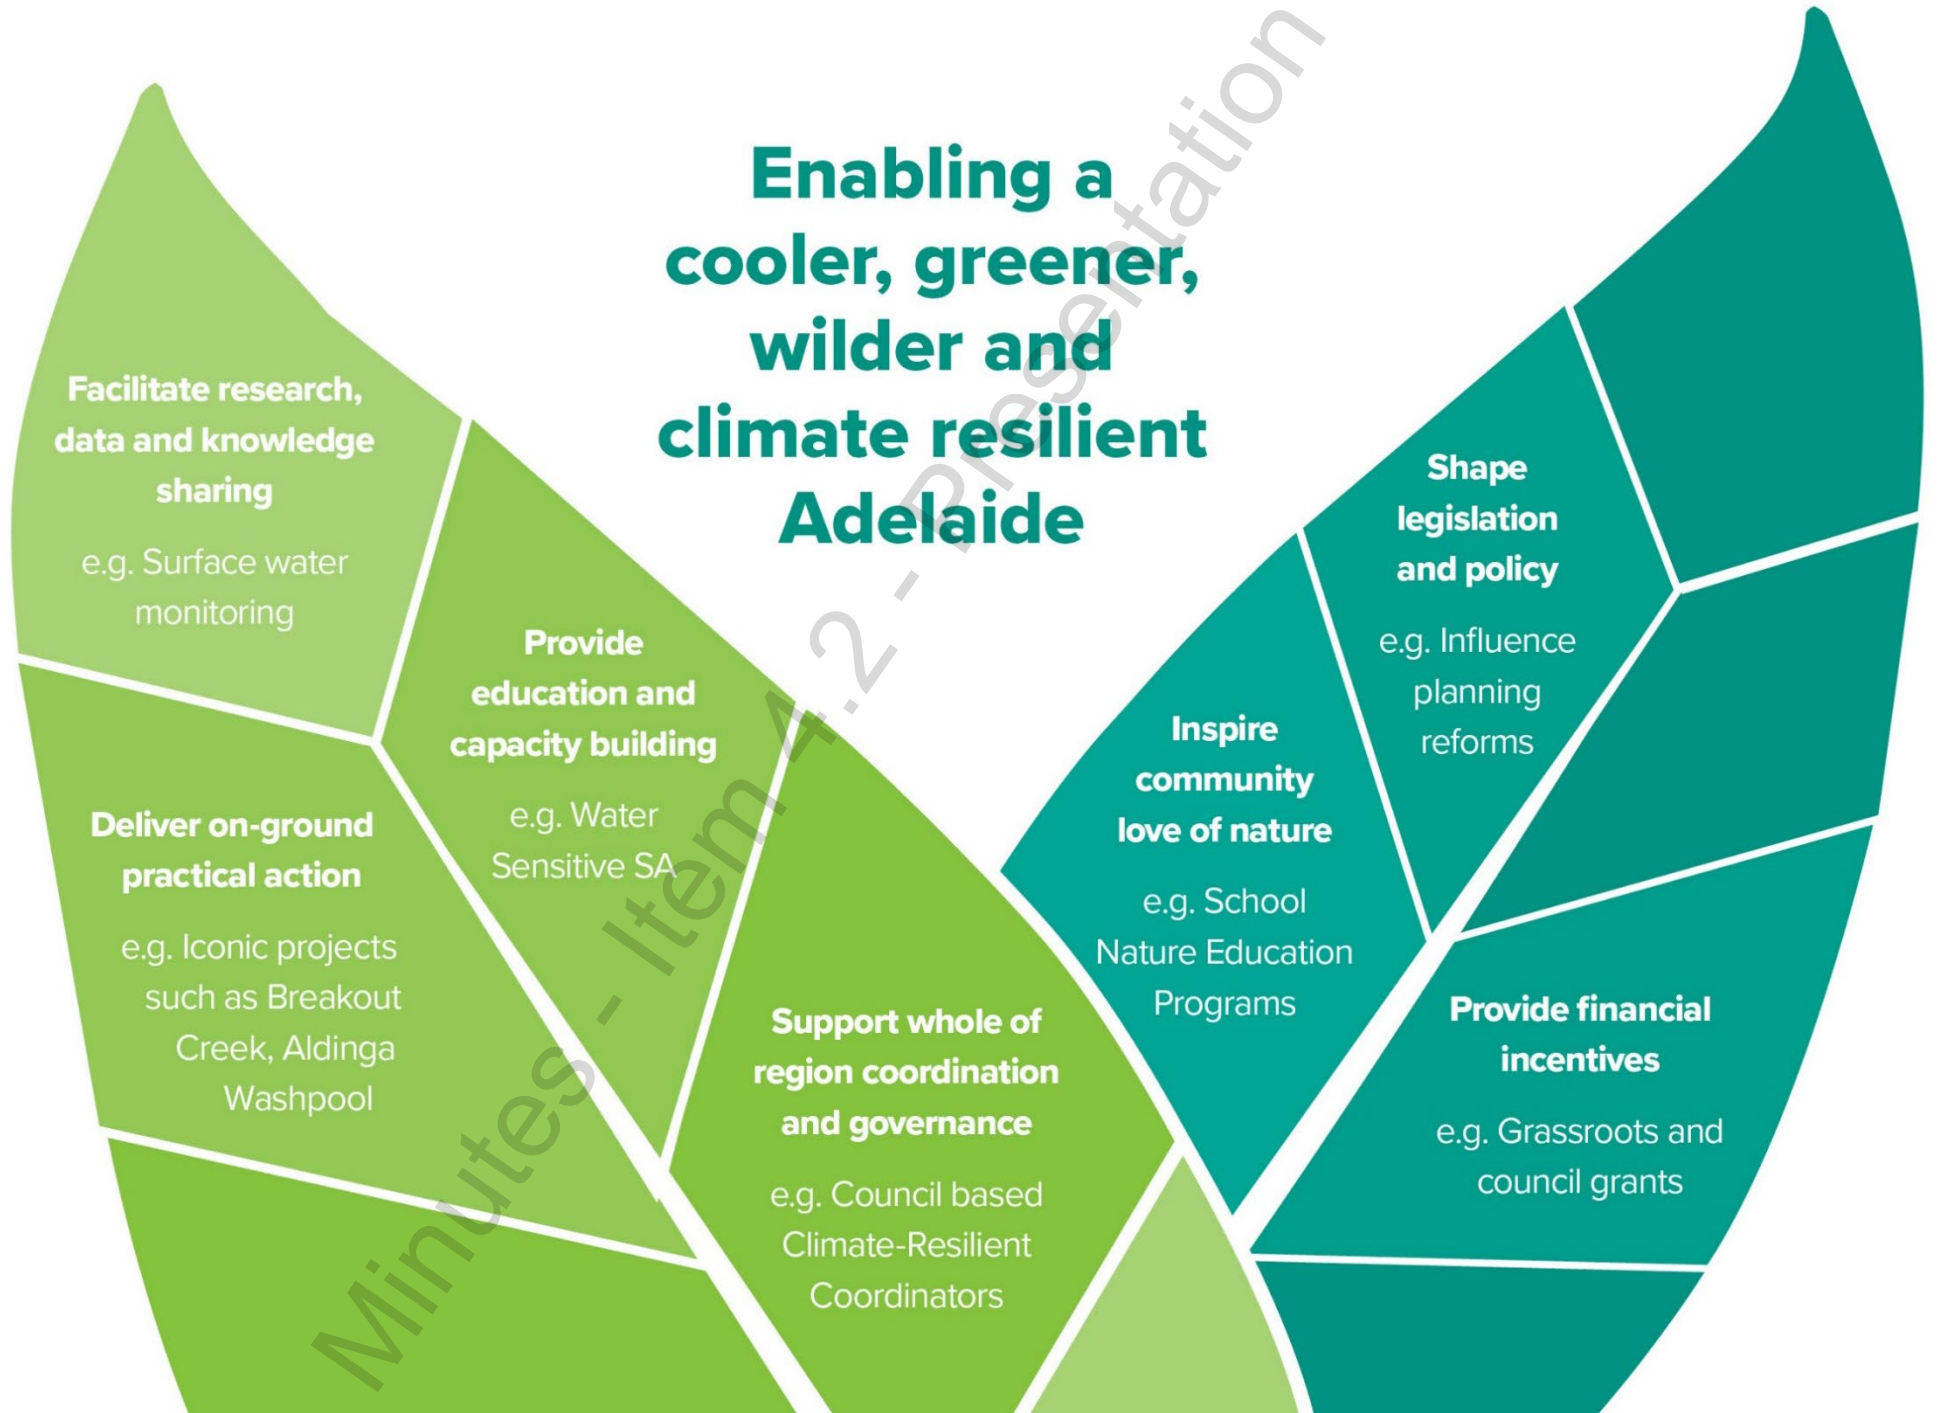 Enabling a
cooler, greener,
wilder and
climate resilient
Adelaide
Facilitate research,
data and knowledge
sharing
e.g. Surface water
monitoring
Provide
education and
capacity building
e.g. Water
Sensitive SA
Deliver on-ground
practical action
e.g. Iconic projects
such as Breakout
Creek, Aldinga
Washpool
Support whole of
region coordination
and governance
e.g. Council based
Climate-Resilient
Coordinators
Inspire
community
love of nature
e.g. School
Nature Education
Programs
Shape
legislation
and policy
e.g. Influence
planning
reforms
Provide financial
incentives
e.g. Grassroots and
council grants
Minutes - Item 4.2 - Presentation